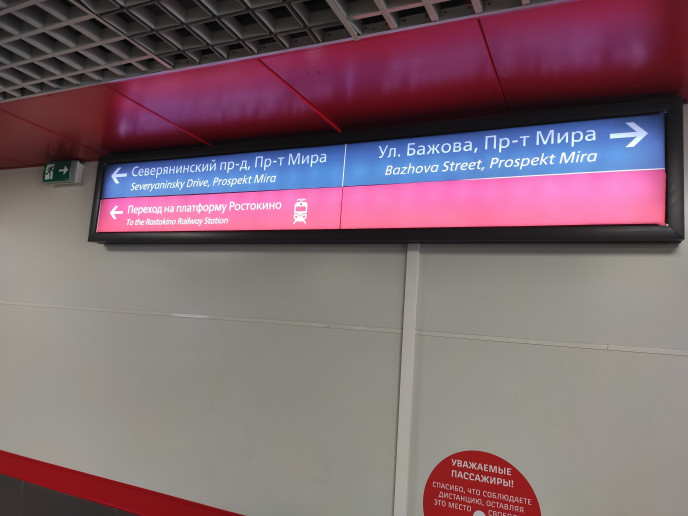 Северянинский пр-д, Пр-т Мира
Severyaninsky Drive, Prospekt Mira
Переход на платформу Ростокино
To the Rostokino Railway Station
Ул. Бажова, Пр-т Мира
Bazhova Street, Prospekt Mira
УВАЖАЕМЫЕ
ПАССАЖИРЫ!
СПАСИБО, ЧТО СОБЛЮДАЕТЕ
ДИСТАНЦИЮ, ОСТАВЛЯЯ
ЭТО МЕСТО